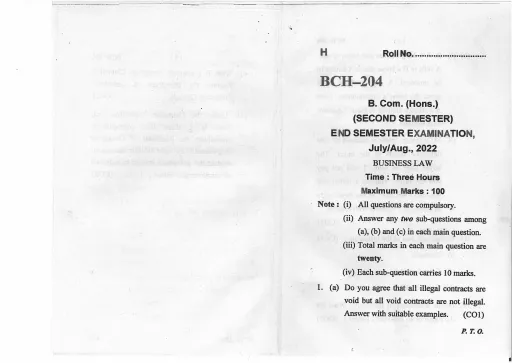 H Roll No. ..............................
BCH–204
B. Com. (Hons.)
(SECOND SEMESTER)
END SEMESTER EXAMINATION,
July/Aug., 2022
BUSINESS LAW
Time : Three Hours
Maximum Marks : 100
Note : (i) All questions are compulsory.
(ii) Answer any two sub-questions among
(a), (b) and (c) in each main question.
(iii) Total marks in each main question are
twenty.
(iv) Each sub-question carries 10 marks.
1. (a) Do you agree that all illegal contracts are
void but all void contracts are not illegal.
Answer with suitable examples. (CO1)
P. T. O.